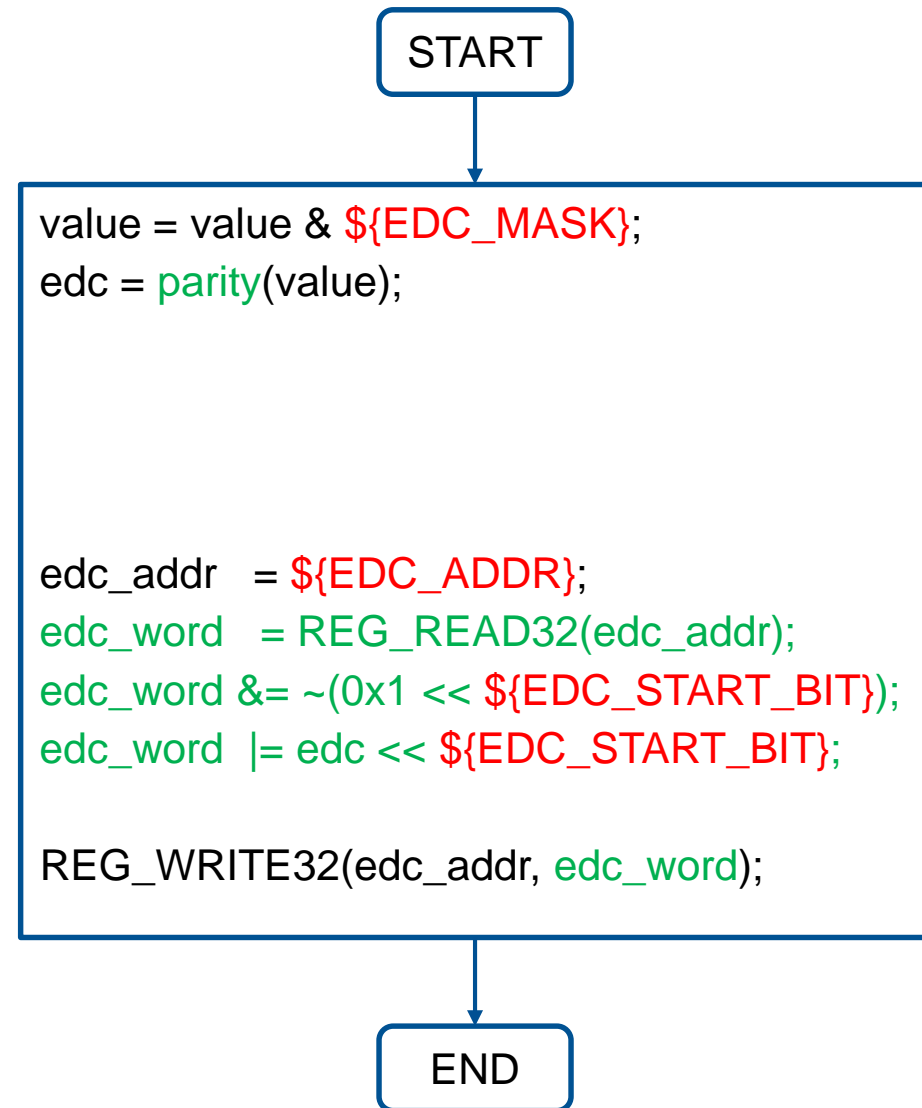 START
value = value & ${EDC_MASK};
edc = parity(value);
edc_addr = ${EDC_ADDR};
edc_word = REG_READ32(edc_addr);
edc_word &= ~(0x1 << ${EDC_START_BIT});
edc_word |= edc << ${EDC_START_BIT};
REG_WRITE32(edc_addr, edc_word);
END